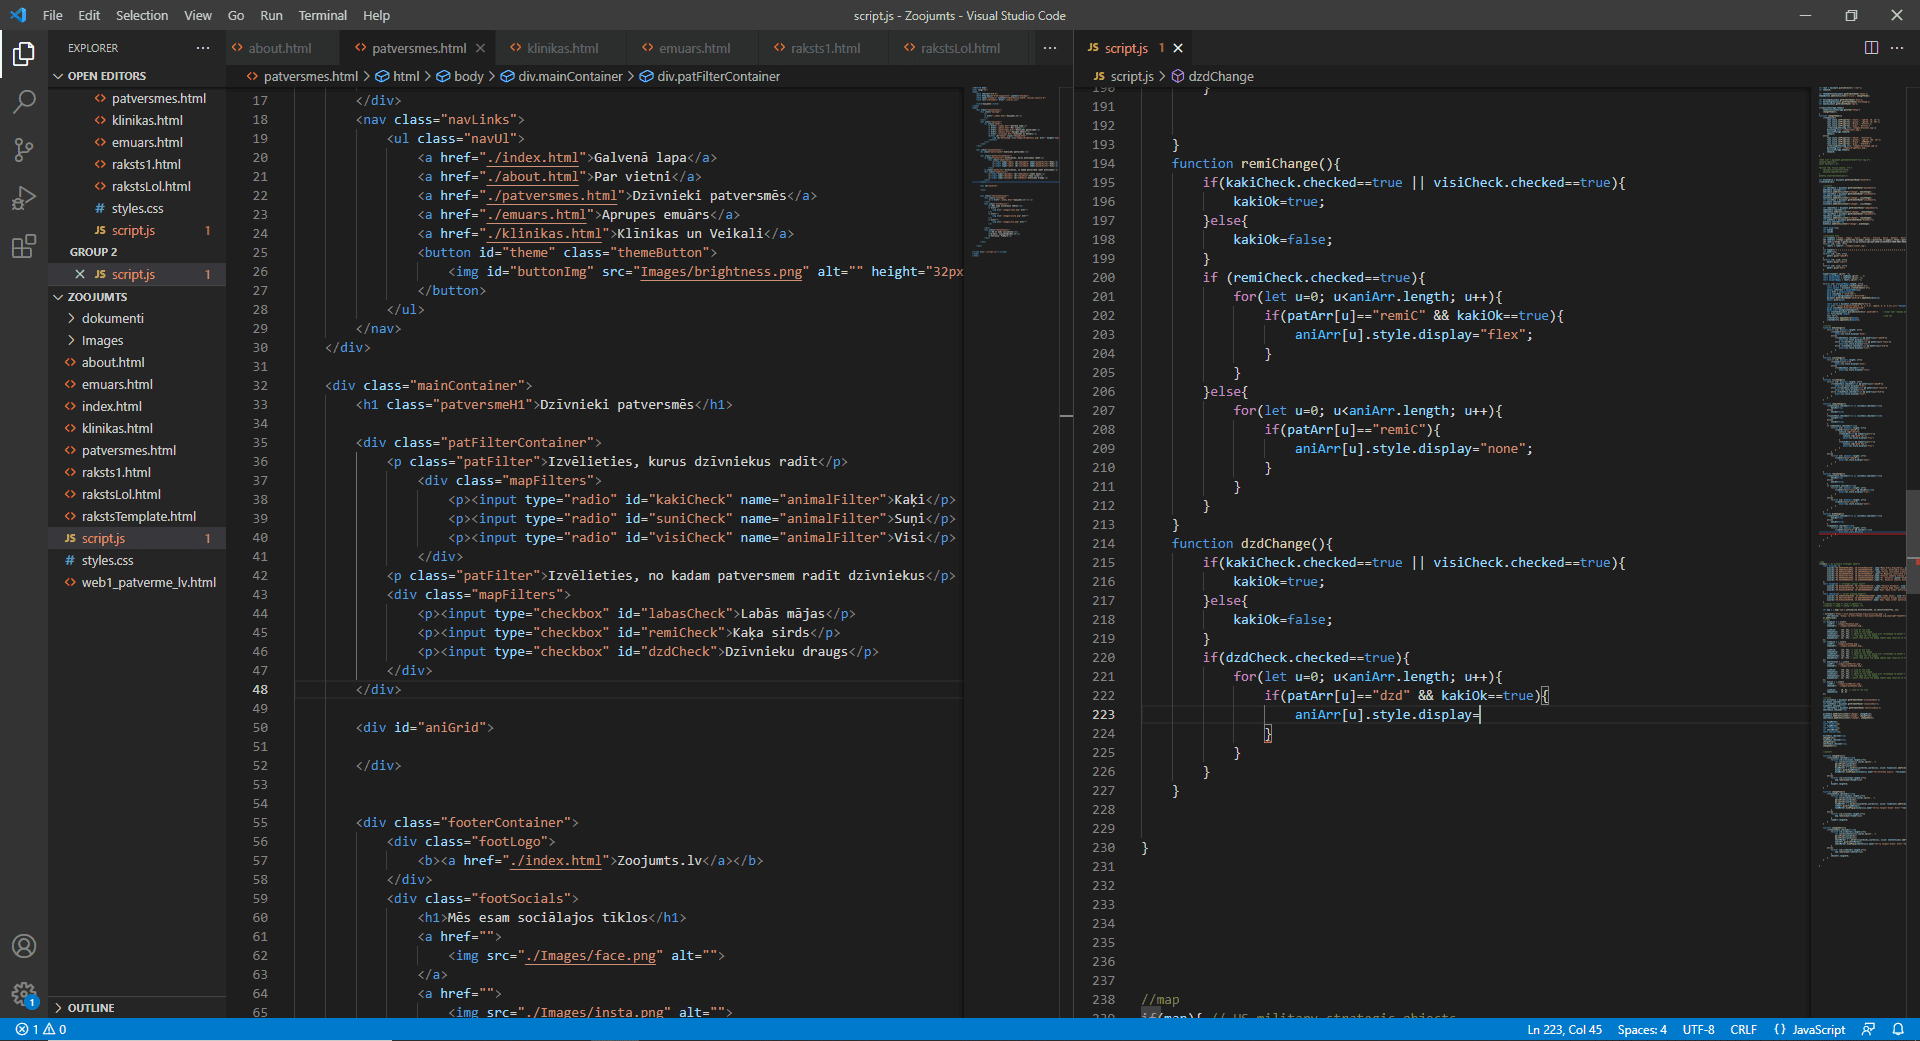 File Edit Selection View Go Run Terminal Help
script.js - Zoojumts - Visual Studio Code
EXPLORER
OPEN EDITORS
patversmes.html
klinikas.html
emuars.html
raksts1.html
rakstsLol.html
# styles.css
JS script.js 1
GROUP 2
JS script.js 1
ZOOJUMTS
dokumenti
Images
about.html
emuars.html
index.html
klinikas.html
patversmes.html
raksts1.html
rakstsLol.html
rakstsTemplate.html
JS script.js 1
# styles.css
web1_patverme_lv.html
OUTLINE
about.html patversmes.html klinikas.html emuars.html raksts1.html rakstsLol.html
patversmes.html > html > body > div.mainContainer > div.patFilterContainer
17 </div>
18 <nav class="navLinks">
19 <ul class="navUl">
20 <a href="./index.html">Galvenā lapa</a>
21 <a href="./about.html">Par vietni</a>
22 <a href="./patversmes.html">Dzīvnieki patversmēs</a>
23 <a href="./emuars.html">Aprupes emuārs</a>
24 <a href="./klinikas.html">Klīnikas un Veikali</a>
25 <button id="theme" class="themeButton">
26 <img id="buttonImg" src="Images/brightness.png" alt="" height="32px
27 </button>
28 </ul>
29 </nav>
30 </div>
31
32 <div class="mainContainer">
33 <h1 class="patversmeH1">Dzīvnieki patversmēs</h1>
34
35 <div class="patFilterContainer">
36 <p class="patFilter">Izvēlieties, kurus dzīvniekus radīt</p>
37 <div class="mapFilters">
38 <p><input type="radio" id="kakiCheck" name="animalFilter">Kaķi</p>
39 <p><input type="radio" id="suniCheck" name="animalFilter">Suņi</p>
40 <p><input type="radio" id="visiCheck" name="animalFilter">Visi</p>
41 </div>
42 <p class="patFilter">Izvēlieties, no kadam patversmem radīt dzīvniekus</p>
43 <div class="mapFilters">
44 <p><input type="checkbox" id="labasCheck">Labās mājas</p>
45 <p><input type="checkbox" id="remiCheck">Kaķa sirds</p>
46 <p><input type="checkbox" id="dzdCheck">Dzīvnieku draugs</p>
47 </div>
48 </div>
49
50 <div id="aniGrid">
51
52 </div>
53
54
55 <div class="footerContainer">
56 <div class="footLogo">
57 <b><a href="./index.html">Zoojumts.lv</a></b>
58 </div>
59 <div class="footSocials">
60 <h1>Mēs esam sociālajos tīklos</h1>
61 <a href="">
62 <img src="./Images/face.png" alt="">
63 </a>
64 <a href="">
65 <img src="./Images/insta.png" alt="">
JS script.js 1
JS script.js > dzdChange
190 }
191
192
193 }
194 function remiChange(){
195 if(kakiCheck.checked==true || visiCheck.checked==true){
196 kakiOk=true;
197 }else{
198 kakiOk=false;
199 }
200 if (remiCheck.checked==true){
201 for(let u=0; u<aniArr.length; u++){
202 if(patArr[u]=="remiC" && kakiOk==true){
203 aniArr[u].style.display="flex";
204 }
205 }
206 }else{
207 for(let u=0; u<aniArr.length; u++){
208 if(patArr[u]=="remiC"){
209 aniArr[u].style.display="none";
210 }
211 }
212 }
213 }
214 function dzdChange(){
215 if(kakiCheck.checked==true || visiCheck.checked==true){
216 kakiOk=true;
217 }else{
218 kakiOk=false;
219 }
220 if(dzdCheck.checked==true){
221 for(let u=0; u<aniArr.length; u++){
222 if(patArr[u]=="dzd" && kakiOk==true){
223 aniArr[u].style.display=
224 }
225 }
226 }
227 }
228
229
230 }
231
232
233
234
235
236
237
238 //map
239 if(map){ // US military strategic objects
1 0
Ln 223, Col 45 Spaces: 4 UTF-8 CRLF {} JavaScript
1